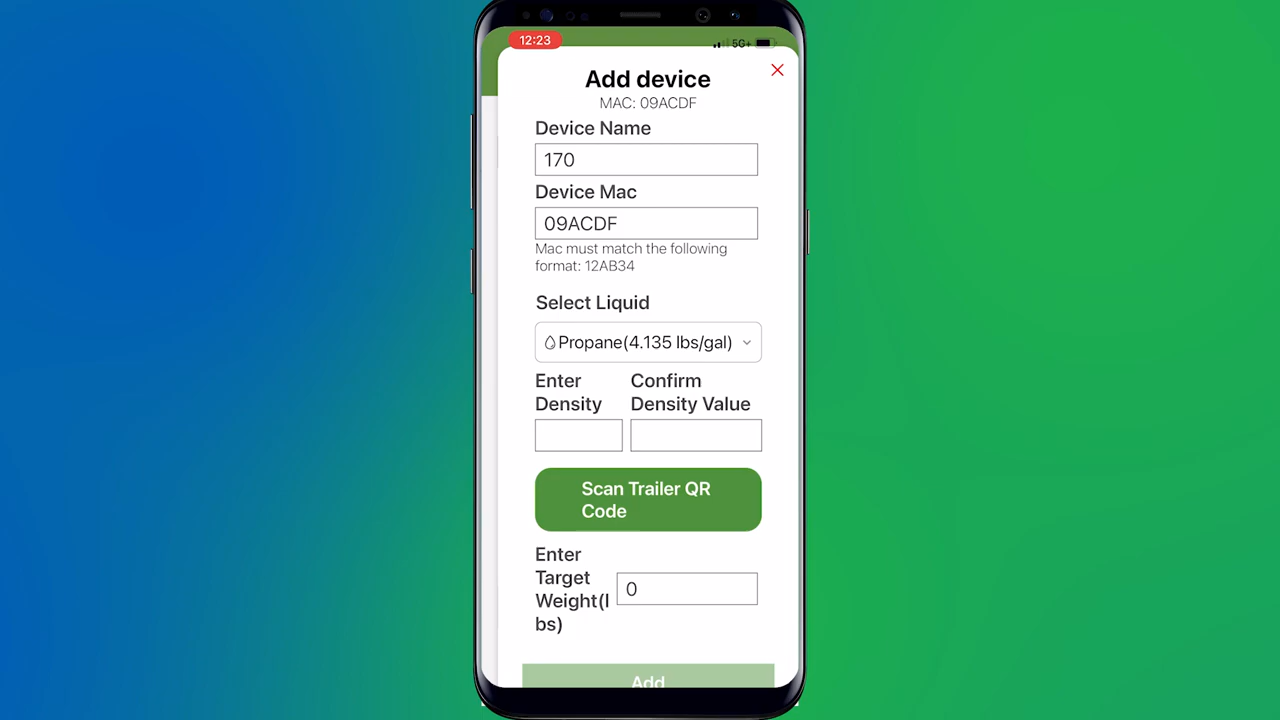 12:23
5G+
Add device
MAC: 09ACDF
Device Name
170
Device Mac
09ACDF
Mac must match the following
format: 12AB34
Select Liquid
Propane(4.135 lbs/gal)
Enter
Density
Confirm
Density Value
Scan Trailer QR
Code
Enter
Target
Weight(l
bs)
0
Add